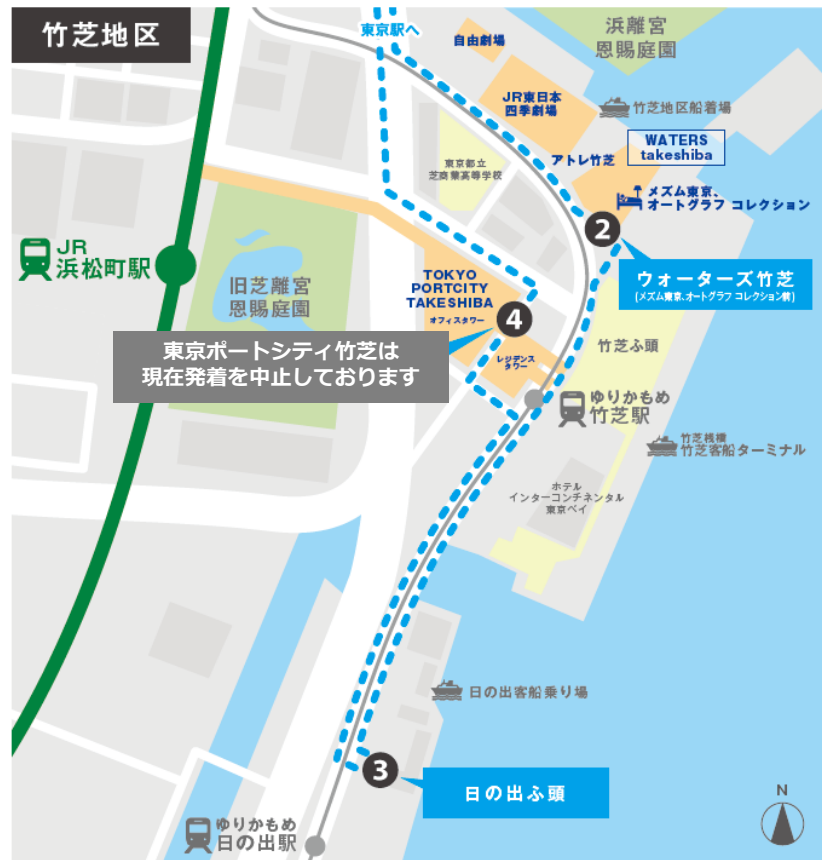 竹芝地区
東京駅へ
自由劇場
浜離宮
恩賜庭園
JR東日本
四季劇場
竹芝地区船着場
WATERS
takeshiba
アトレ竹芝
東京都立
芝商業高等学校
メズム東京、
オートグラフ コレクション
2
JR
浜松町駅
旧芝離宮
恩賜庭園
TOKYO
PORTCITY
TAKESHIBA
オフィスタワー
4
ウォーターズ竹芝
(メズム東京、オートグラフ コレクション前)
東京ポートシティ竹芝は
現在発着を中止しております
レジデンス
タワー
竹芝ふ頭
ゆりかもめ
竹芝駅
竹芝桟橋
竹芝客船ターミナル
ホテル
インターコンチネンタル
東京ベイ
日の出客船乗り場
3
日の出ふ頭
ゆりかもめ
日の出駅
N